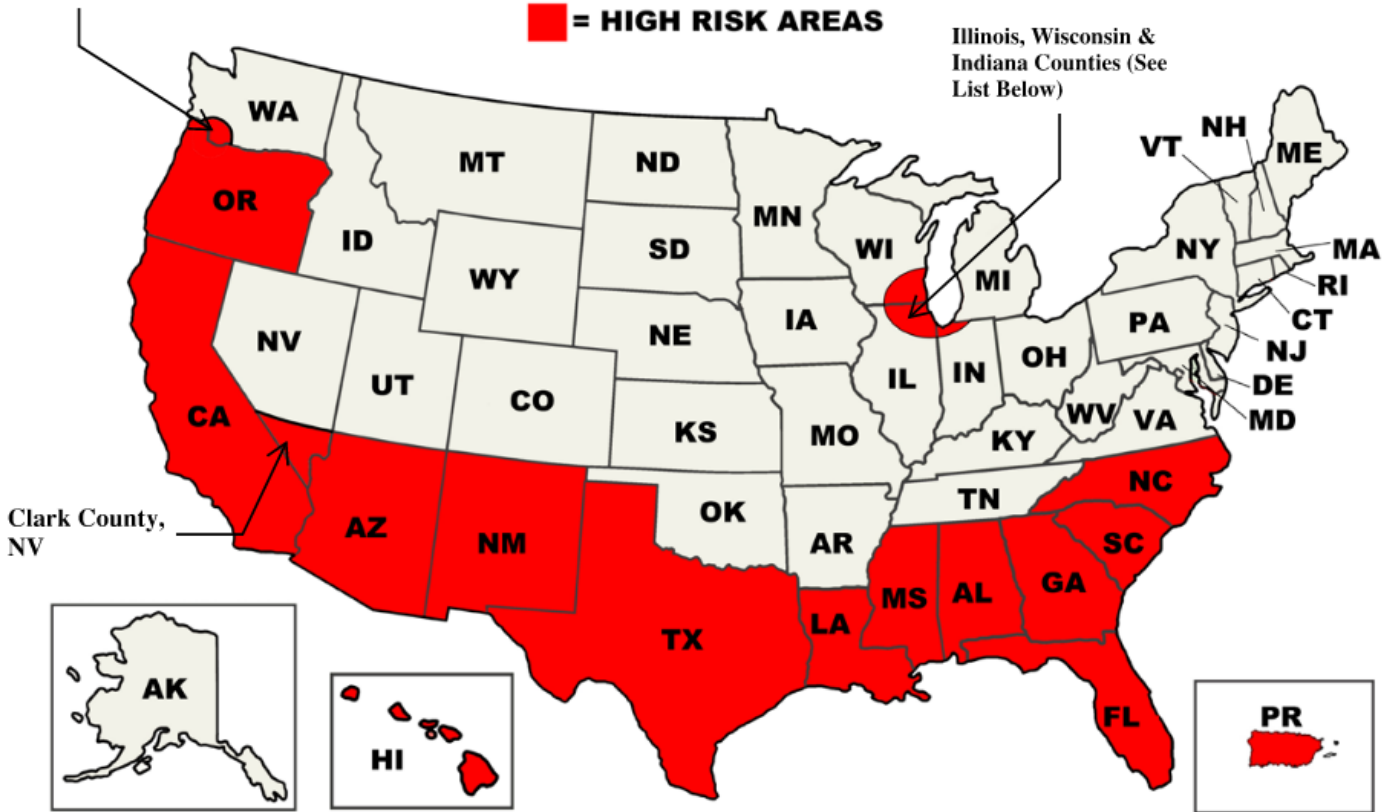 = HIGH RISK AREAS
Illinois, Wisconsin &
Indiana Counties (See
List Below)
WA
MT
ND
MN
OR
ID
WY
SD
WI
MI
NY
VT
NH
ME
MA
RI
CT
NJ
DE
MD
NV
UT
CO
NE
IA
IL
IN
OH
PA
CA
KS
MO
KY
WV
VA
Clark County,
NV
AZ
NM
OK
AR
TN
NC
SC
TX
LA
MS
AL
GA
FL
AK
HI
PR